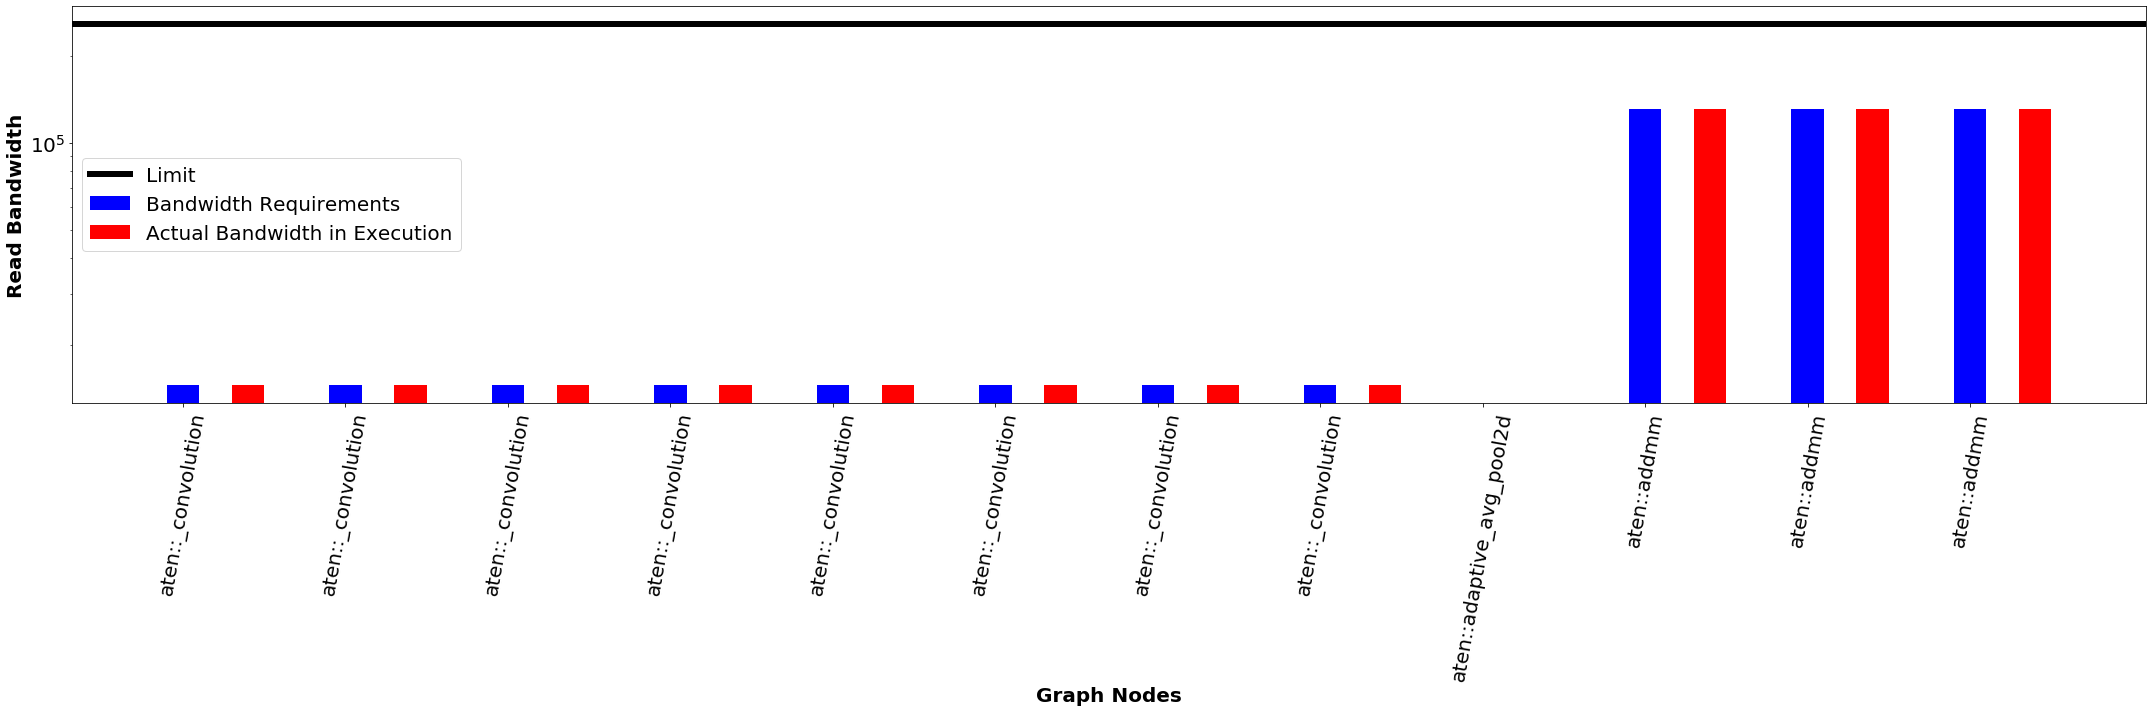 Read Bandwidth
10^5
Limit
Bandwidth Requirements
Actual Bandwidth in Execution
aten::_convolution
aten::_convolution
aten::_convolution
aten::_convolution
aten::_convolution
aten::_convolution
aten::_convolution
aten::_convolution
aten::adaptive_avg_pool2d
aten::addmm
aten::addmm
aten::addmm
Graph Nodes